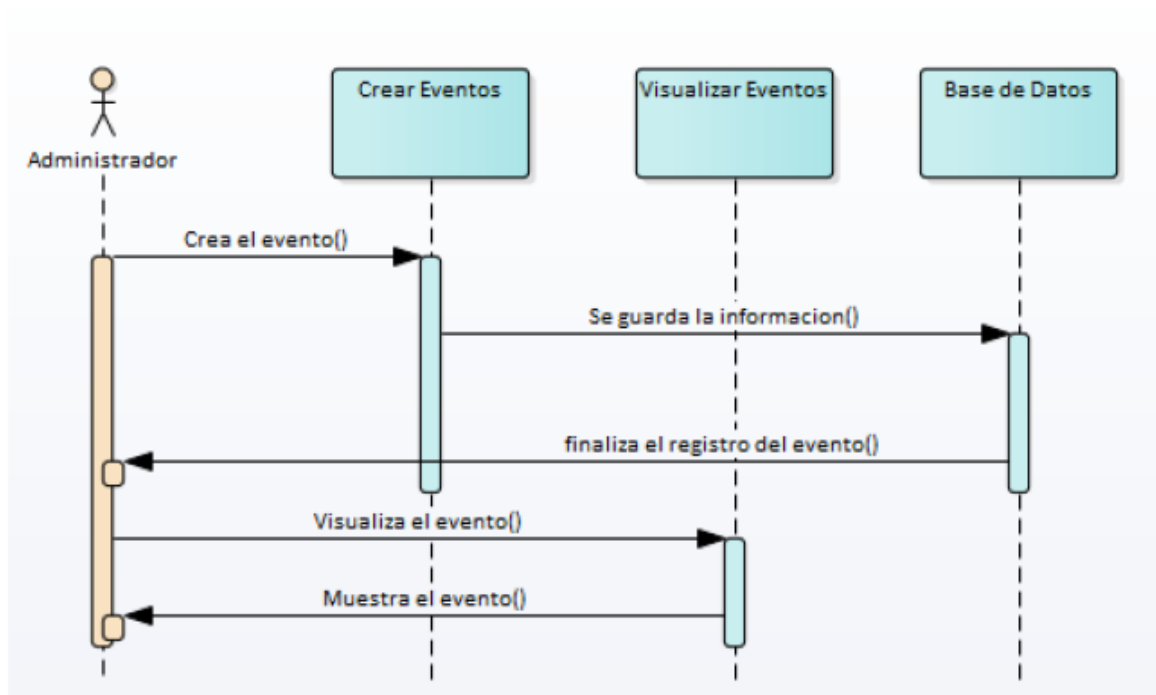 Crear Eventos
Visualizar Eventos
Base de Datos
Administrador
Crea el evento()
Se guarda la informacion()
finaliza el registro del evento()
Visualiza el evento()
Muestra el evento()